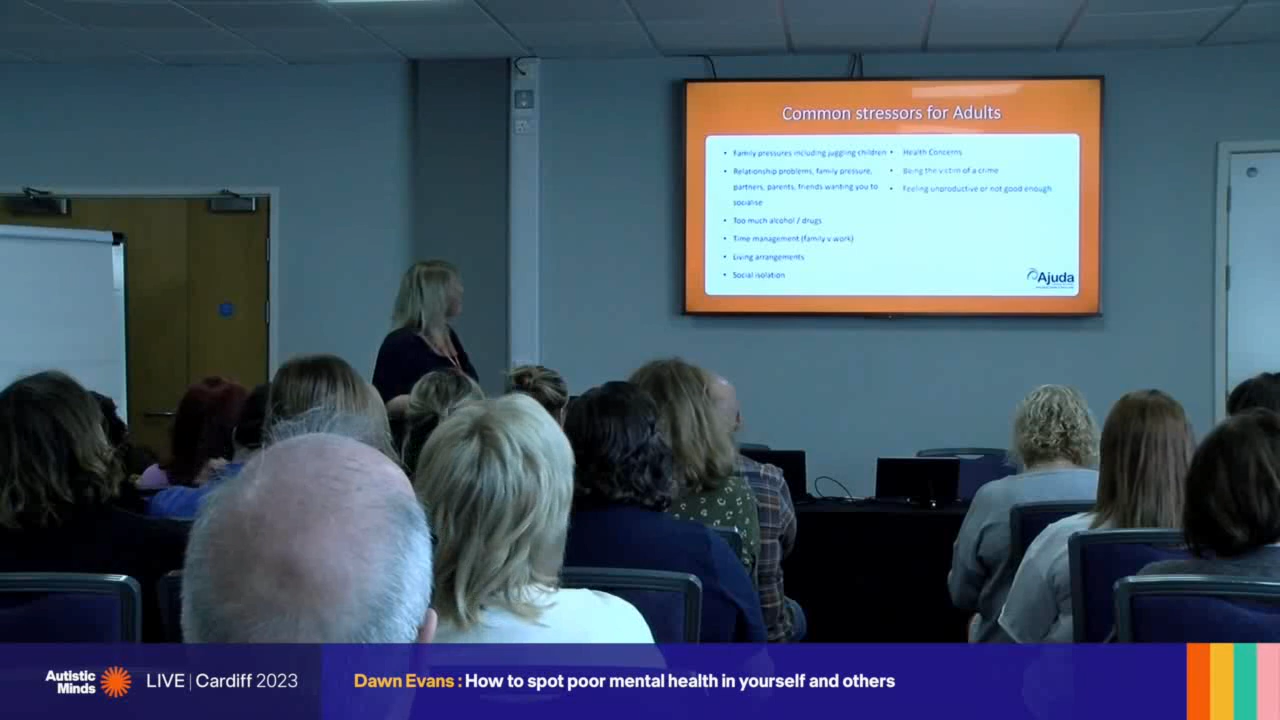 Common stressors for Adults
• Family pressures including juggling children
• Relationship problems, family pressure,
partners, parents, friends wanting you to
socialise
• Too much alcohol / drugs
• Time management (family v work)
• Living arrangements
• Social isolation
• Health Concerns
• Being the victim of a crime
• Feeling unproductive or not good enough
Ajuda
Autistic
Minds
LIVE | Cardiff 2023
Dawn Evans : How to spot poor mental health in yourself and others